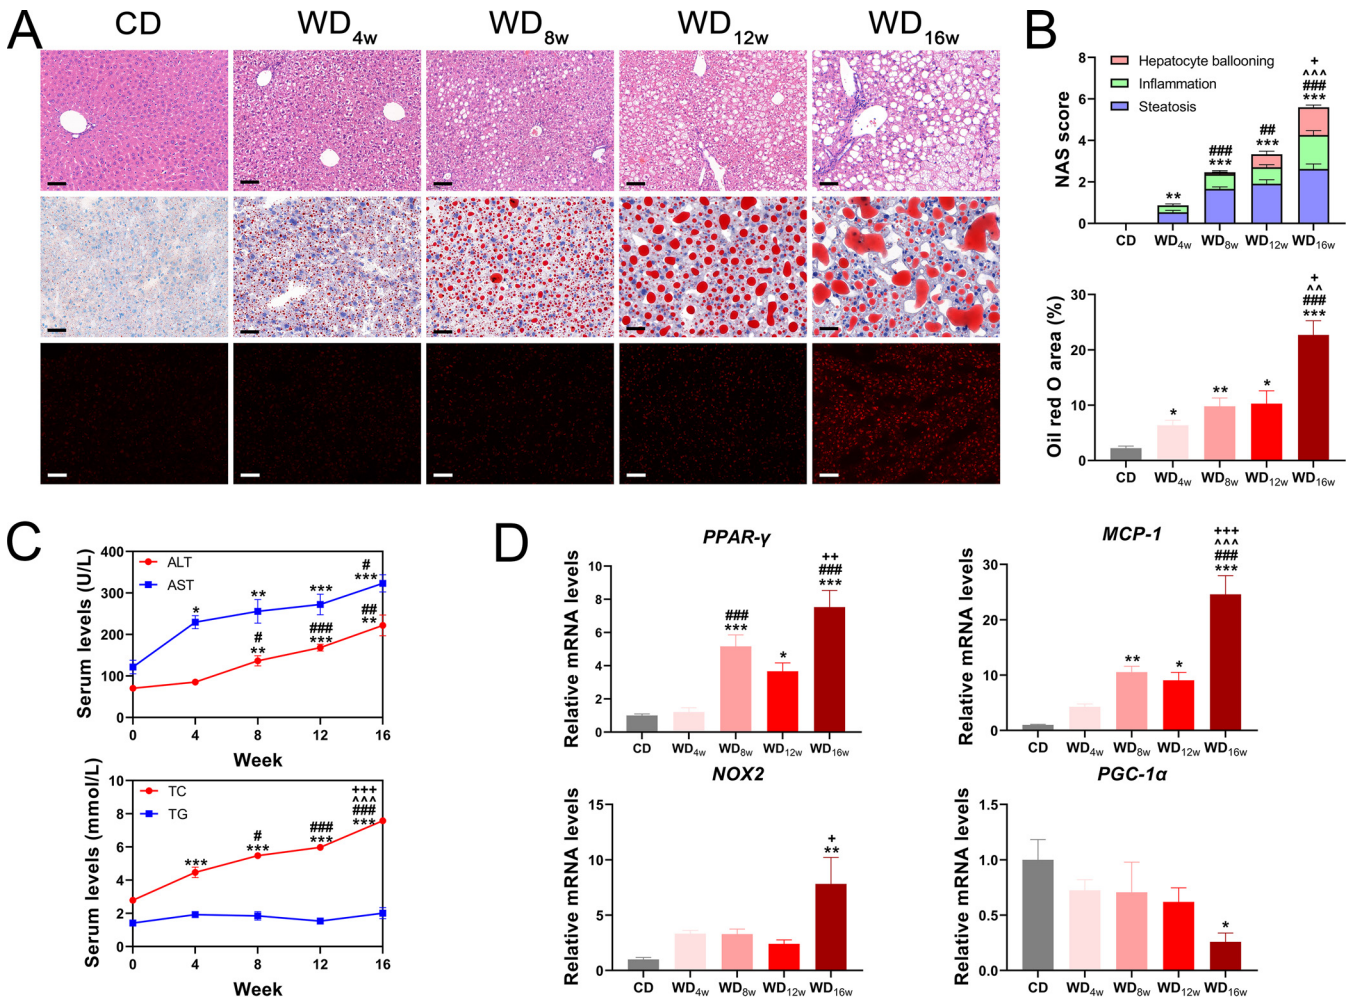 A
CD
WD4w
WD8w
WD12w
WD16w
B
Hepatocyte ballooning
Inflammation
Steatosis
NAS score
8
6
4
2
0
**
###
***
##
***
+
^^^
###
***
CD
WD4w
WD8w
WD12w
WD16w
Oil red O area (%)
30
20
10
0
*
**
*
+
^^
###
***
CD
WD4w
WD8w
WD12w
WD16w
C
Serum levels (U/L)
400
300
200
100
0
ALT
AST
*
**
***
#
***
#
**
###
***
##
**
0
4
8
12
16
Week
Serum levels (mmol/L)
10
8
6
4
2
0
TC
TG
***
#
***
###
***
+++
^^^
###
***
0
4
8
12
16
Week
D
PPAR-γ
Relative mRNA levels
10
8
6
4
2
0
###
***
*
++
###
***
CD
WD4w
WD8w
WD12w
WD16w
MCP-1
Relative mRNA levels
30
20
10
0
**
*
+++
^^^
###
***
CD
WD4w
WD8w
WD12w
WD16w
NOX2
Relative mRNA levels
15
10
5
0
+
**
CD
WD4w
WD8w
WD12w
WD16w
PGC-1α
Relative mRNA levels
1.5
1.0
0.5
0.0
*
CD
WD4w
WD8w
WD12w
WD16w